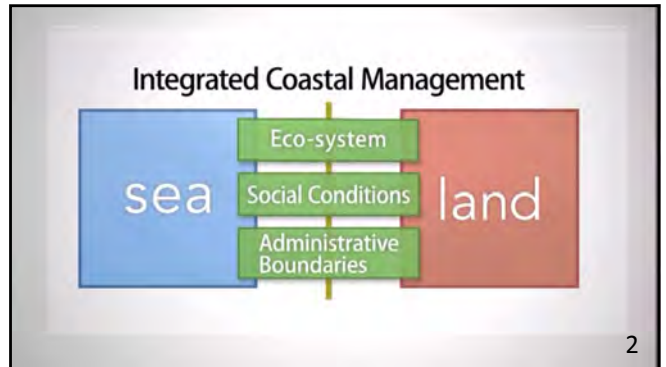 Integrated Coastal Management
sea
Eco-system
Social Conditions
Administrative
Boundaries
land
2